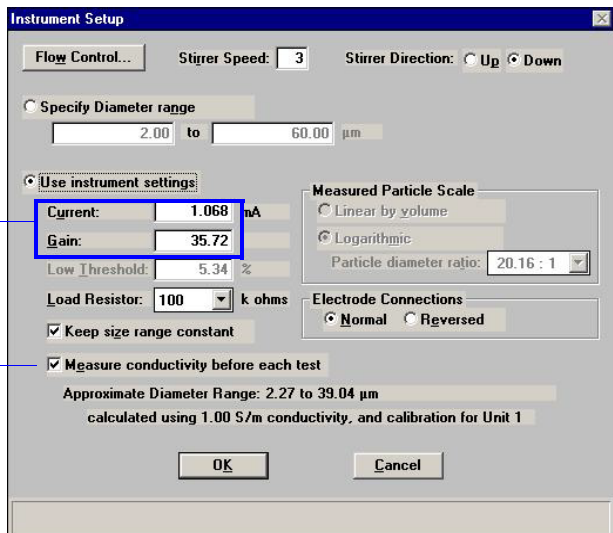 Instrument Setup
Flow Control... Stirrer Speed: 3 Stirrer Direction: Up Down
Specify Diameter range
2.00 to 60.00 µm
Use instrument settings
Current: 1.068 mA
Gain: 35.72
Low Threshold: 5.34 %
Load Resistor: 100 k ohms
Keep size range constant
Measured Particle Scale
Linear by volume
Logarithmic
Particle diameter ratio: 20.16 : 1
Electrode Connections
Normal Reversed
Measure conductivity before each test
Approximate Diameter Range: 2.27 to 39.04 µm
calculated using 1.00 S/m conductivity, and calibration for Unit 1
OK Cancel